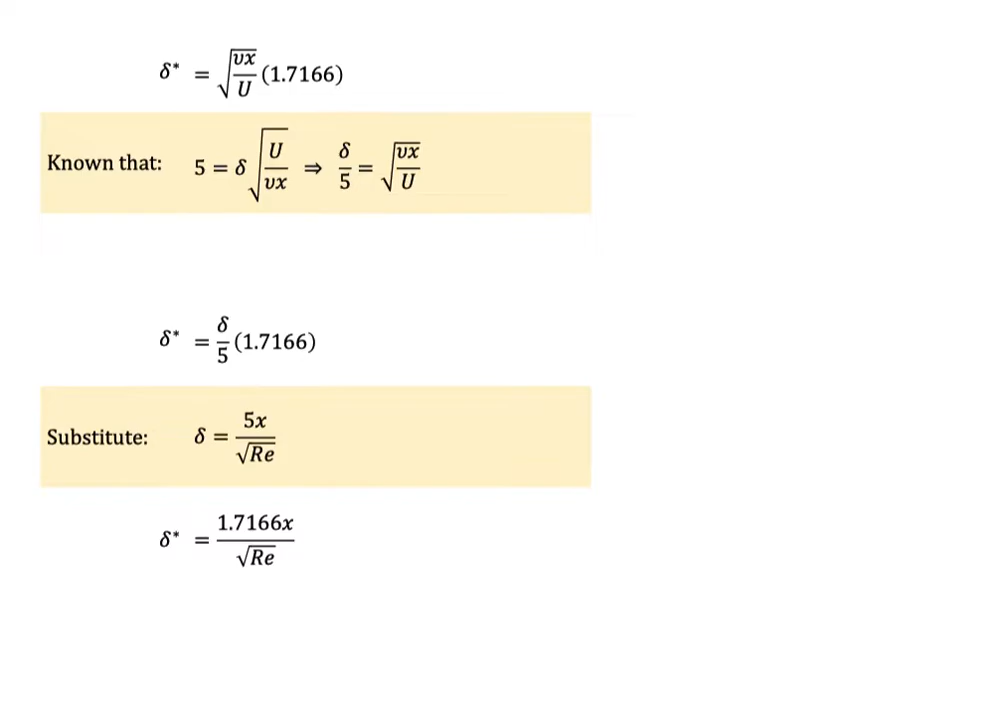 δ* = √(υx/U) (1.7166)
Known that: 5 = δ √(U/υx) ⇒ δ/5 = √(υx/U)
δ* = δ/5 (1.7166)
Substitute: δ = 5x/√Re
δ* = 1.7166x/√Re